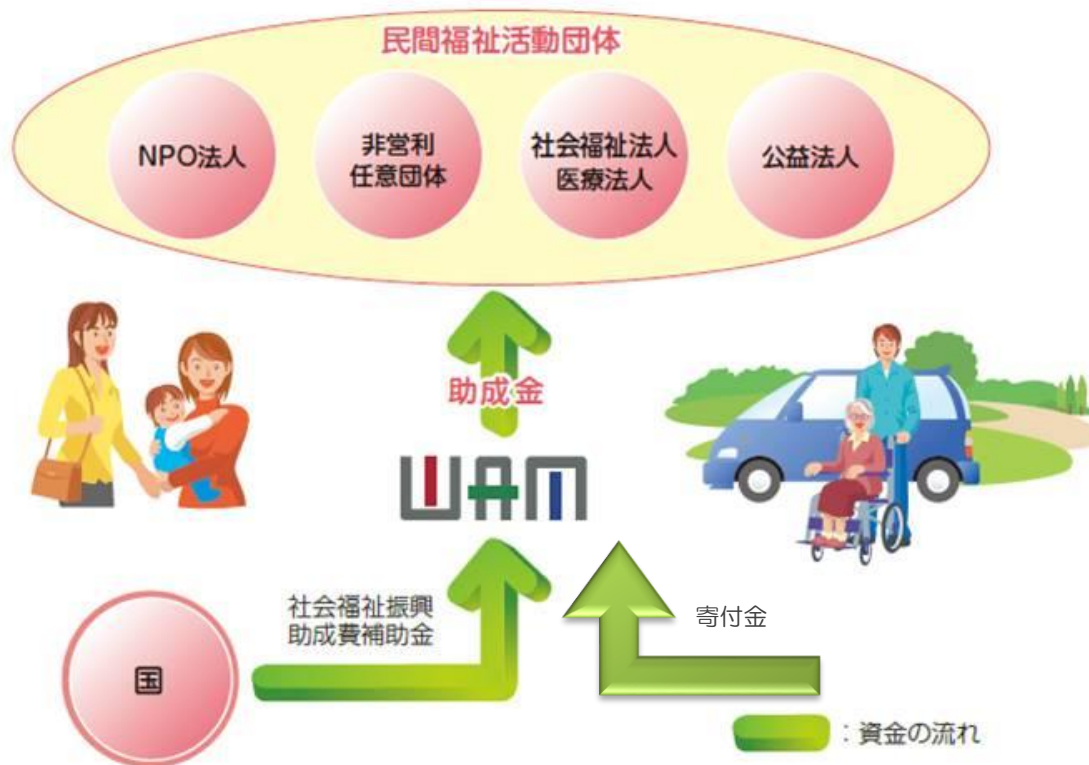 民間福祉活動団体
NPO法人
非営利
任意団体
社会福祉法人
医療法人
公益法人
助成金
WAM
社会福祉振興
助成費補助金
寄付金
国
：資金の流れ